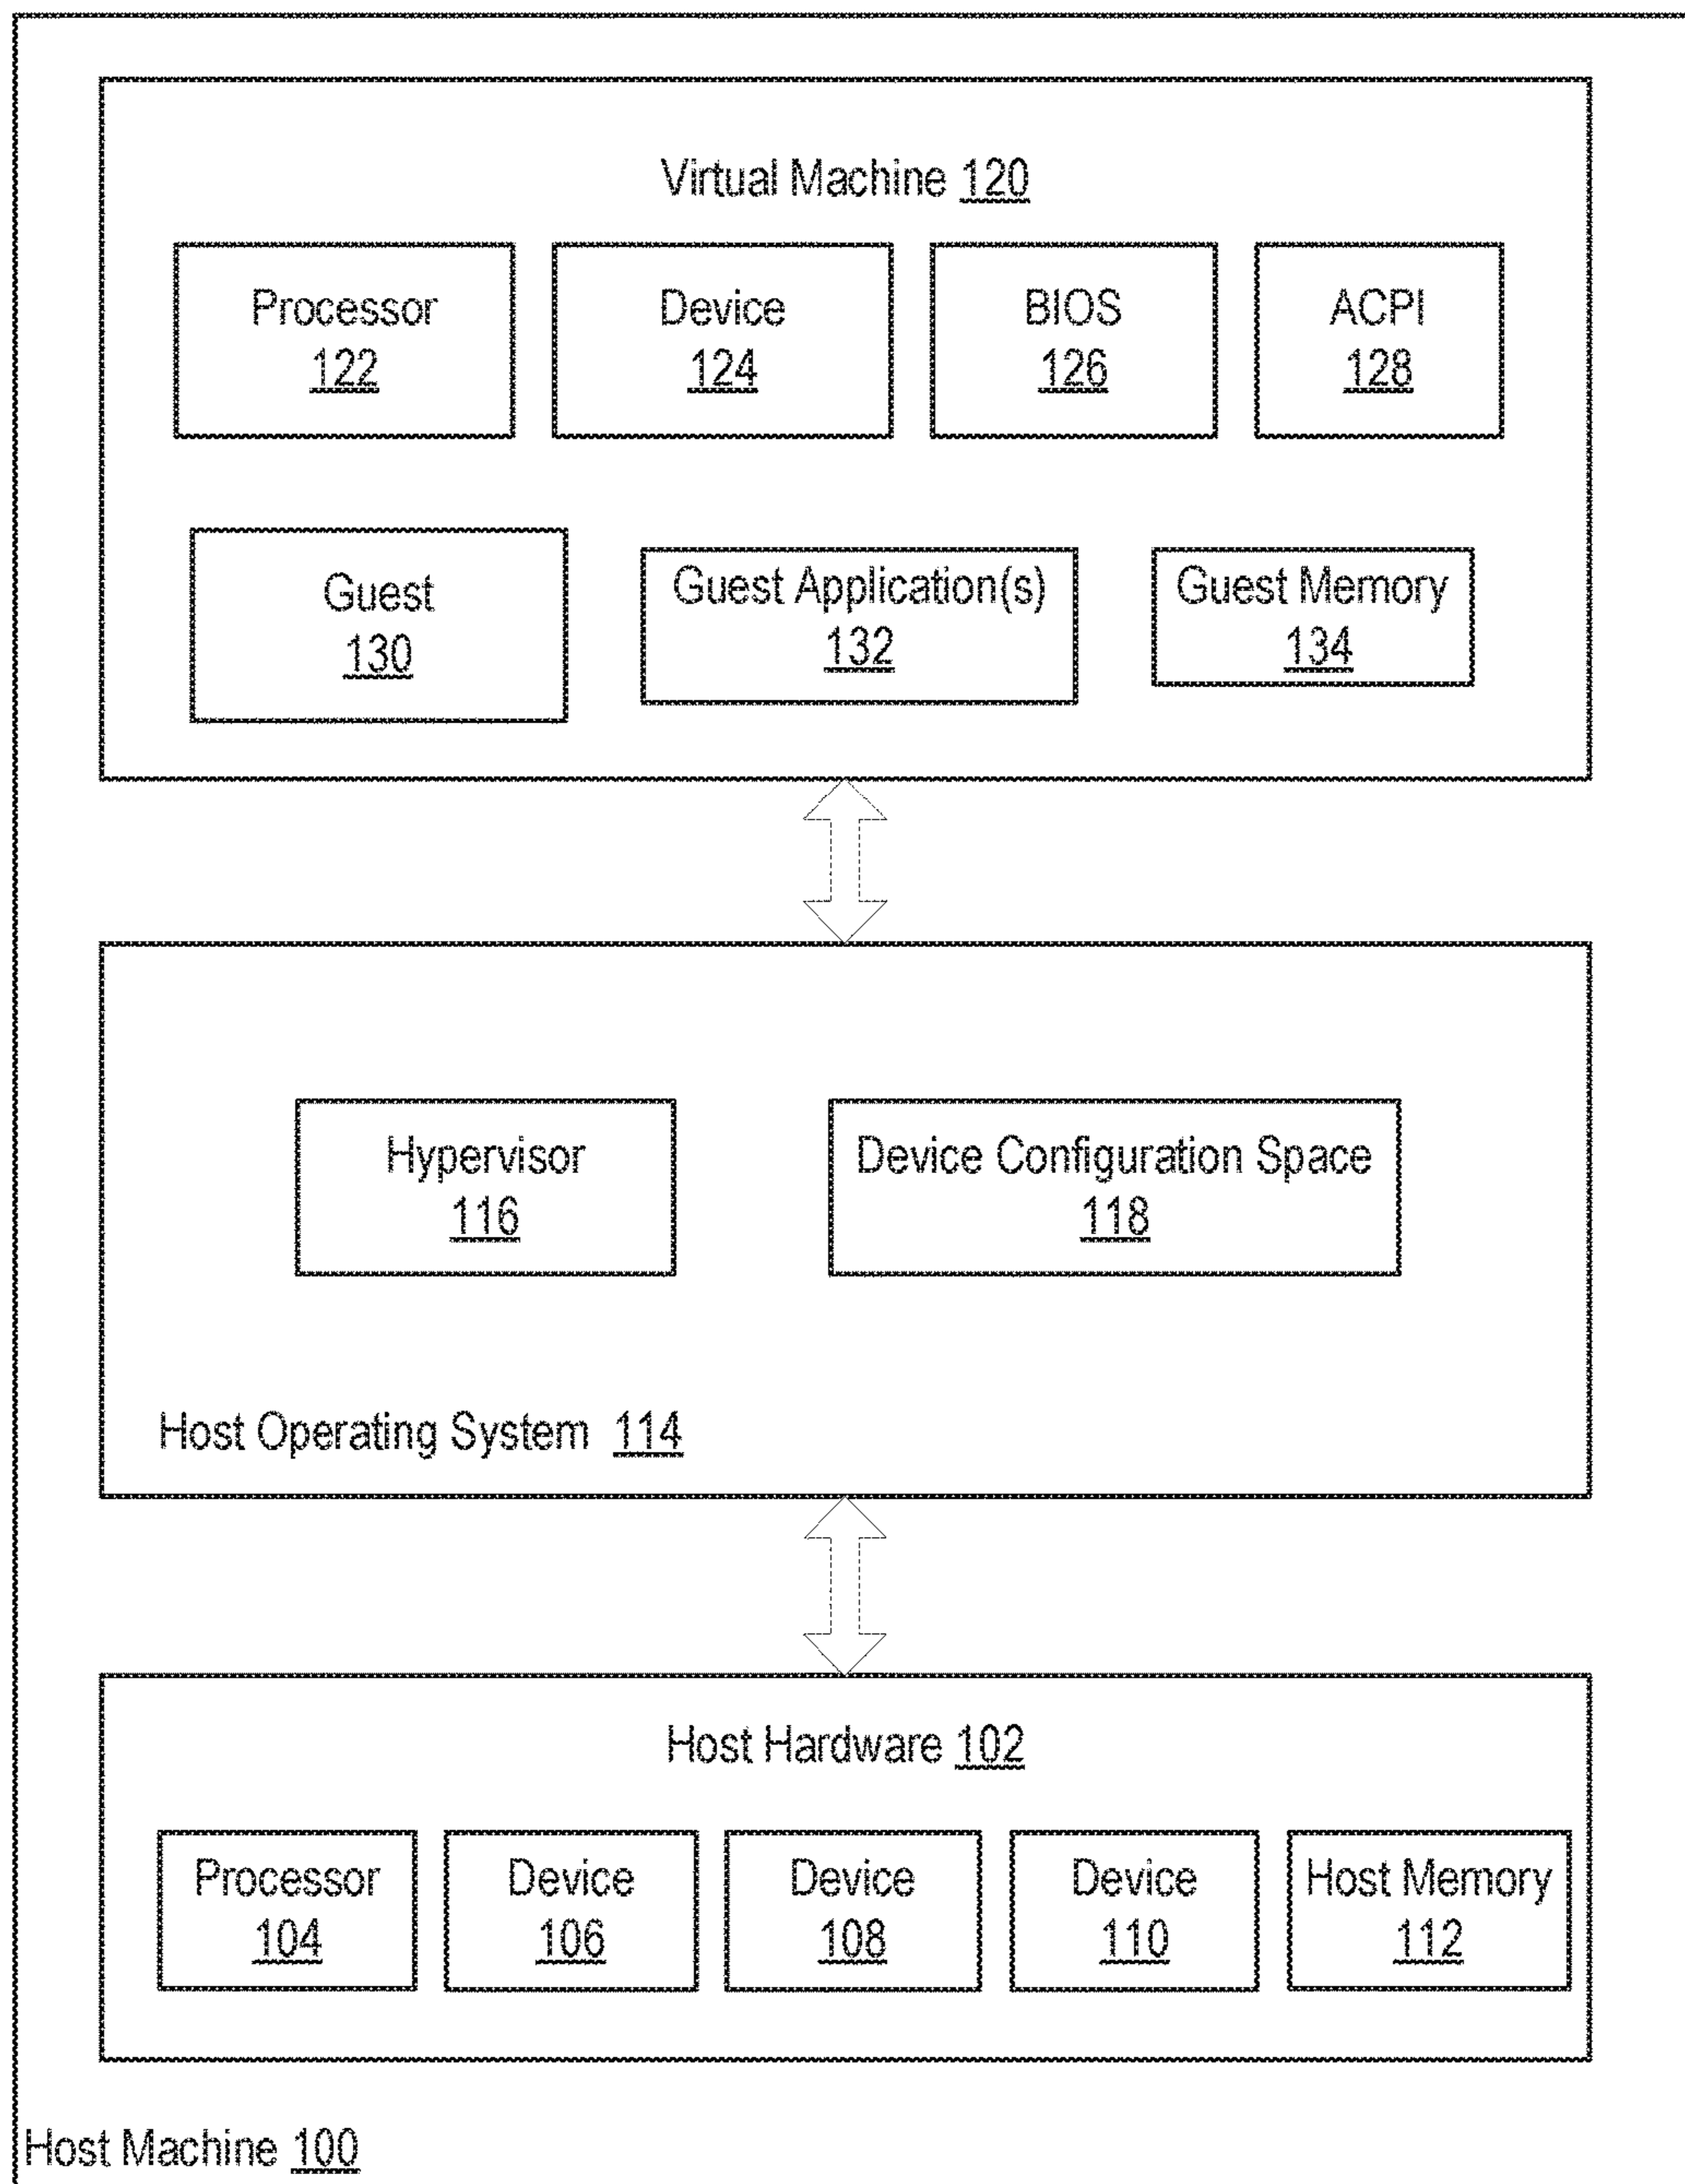 Virtual Machine 120
Processor
122
Device
124
BIOS
126
ACPI
128
Guest
130
Guest Application(s)
132
Guest Memory
134
Hypervisor
116
Device Configuration Space
118
Host Operating System 114
Host Hardware 102
Processor
104
Device
106
Device
108
Device
110
Host Memory
112
Host Machine 100